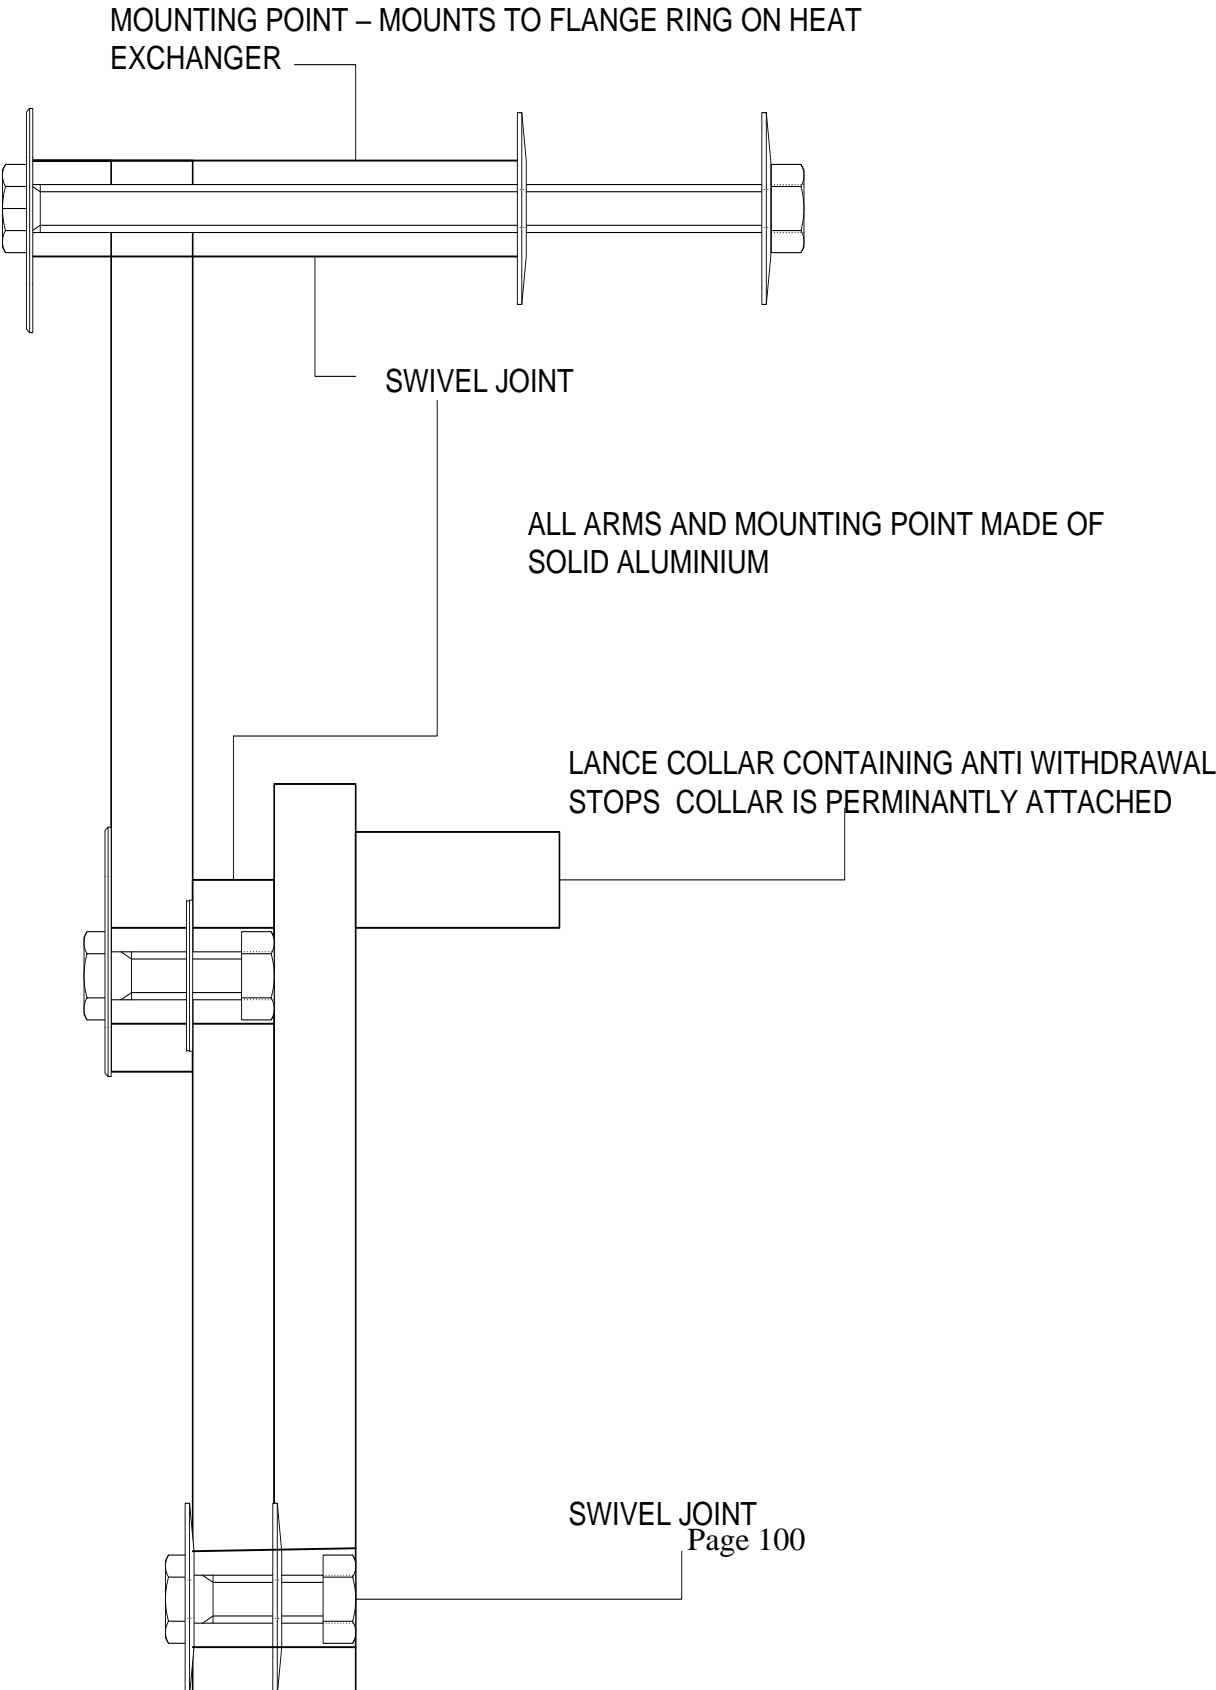 MOUNTING POINT – MOUNTS TO FLANGE RING ON HEAT
EXCHANGER
SWIVEL JOINT
ALL ARMS AND MOUNTING POINT MADE OF
SOLID ALUMINIUM
LANCE COLLAR CONTAINING ANTI WITHDRAWAL
STOPS  COLLAR IS PERMINANTLY ATTACHED
SWIVEL JOINT
Page 100